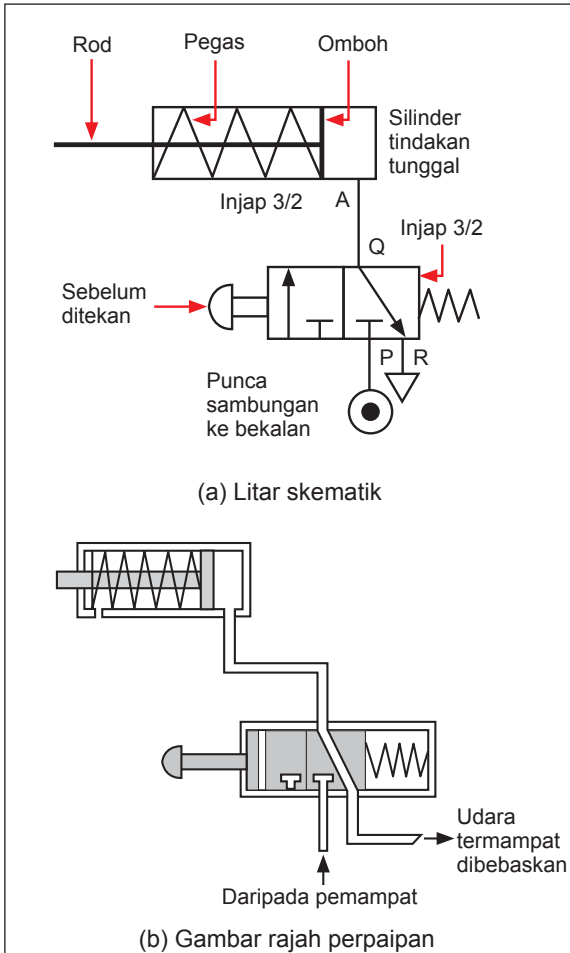 Rod
Pegas
Omboh
Silinder
tindakan
tunggal
Injap 3/2
A
Q
Injap 3/2
Sebelum
ditekan
P
R
Punca
sambungan
ke bekalan
(a) Litar skematik
Udara
termampat
dibebaskan
Daripada pemampat
(b) Gambar rajah perpaipan